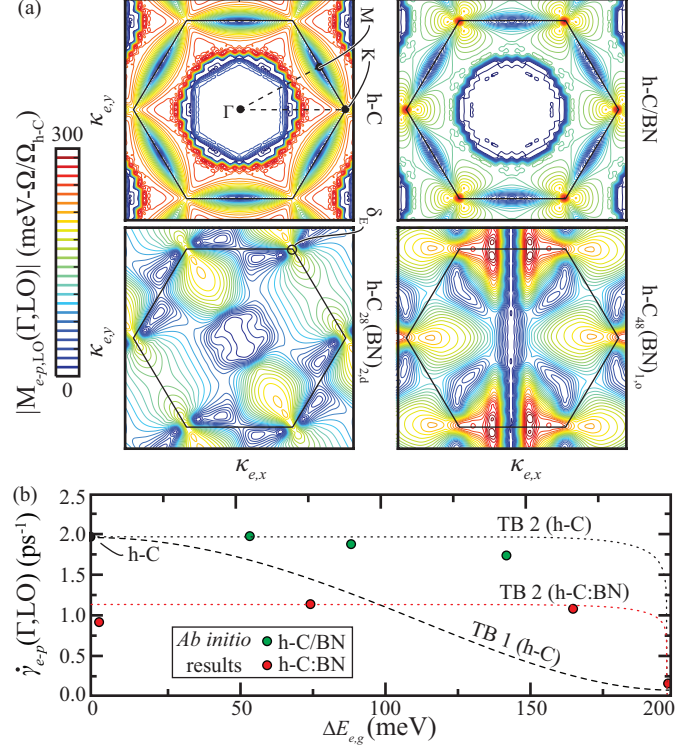 (a)
M
K
Γ
κe,y
h-C
h-C/BN
|Me-p,LO(Γ,LO)| (meV-Ω/Ωh-C)
300
0
δE
κe,y
h-C28(BN)2,d
h-C48(BN)1,o
κe,x
κe,x
(b)
γ̇e-p(Γ,LO) (ps-1)
2.5
2.0
1.5
1.0
0.5
0.0
h-C
TB 2 (h-C)
TB 2 (h-C:BN)
TB 1 (h-C)
Ab initio
results
h-C/BN
h-C:BN
0
50
100
150
200
ΔEe,g (meV)